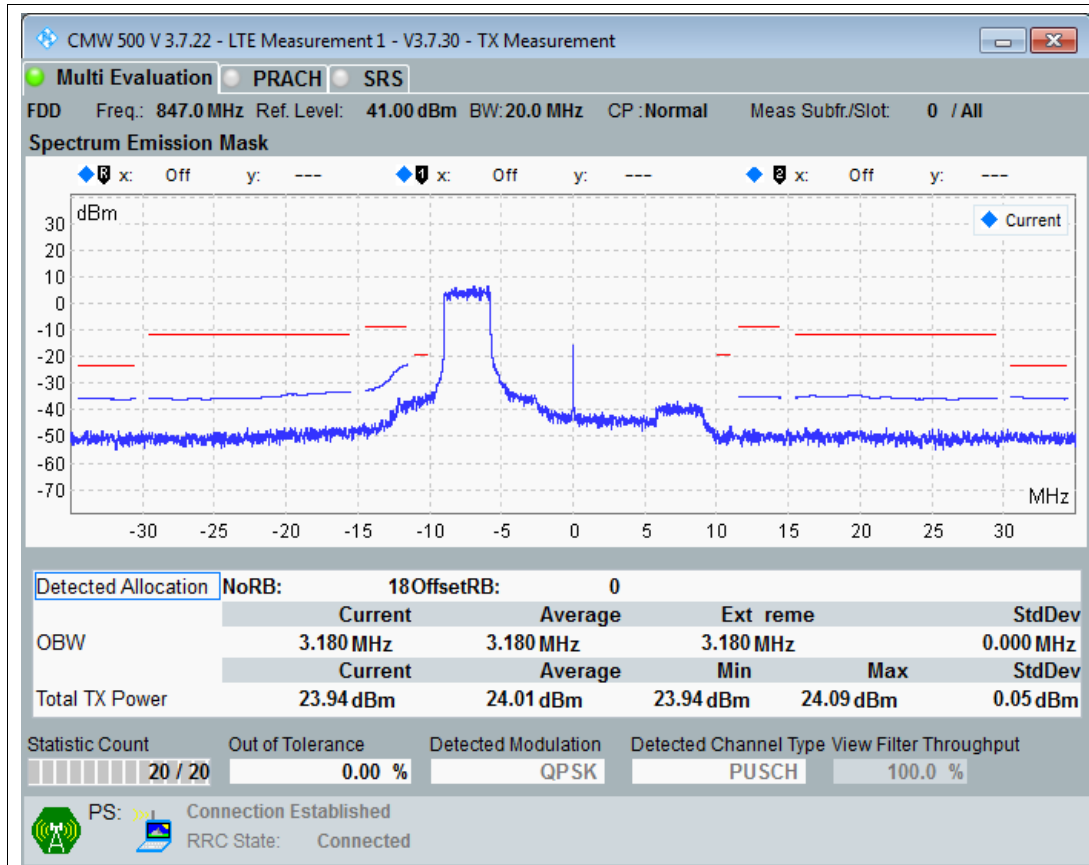 CMW 500 V 3.7.22 - LTE Measurement 1 - V3.7.30 - TX Measurement
Multi Evaluation PRACH SRS
FDD Freq.: 847.0 MHz Ref. Level: 41.00 dBm BW: 20.0 MHz CP : Normal Meas Subfr./Slot: 0 / All
Spectrum Emission Mask
R x: Off y: --- 1 x: Off y: --- 2 x: Off y: ---
dBm
Current
30
20
10
0
-10
-20
-30
-40
-50
-60
-70
MHz
-30 -25 -20 -15 -10 -5 0 5 10 15 20 25 30
Detected Allocation NoRB: 18 OffsetRB: 0
Current Average Ext reme StdDev
OBW 3.180 MHz 3.180 MHz 3.180 MHz 0.000 MHz
Current Average Min Max StdDev
Total TX Power 23.94 dBm 24.01 dBm 23.94 dBm 24.09 dBm 0.05 dBm
Statistic Count Out of Tolerance Detected Modulation Detected Channel Type View Filter Throughput
20 / 20 0.00 % QPSK PUSCH 100.0 %
PS: Connection Established
RRC State: Connected